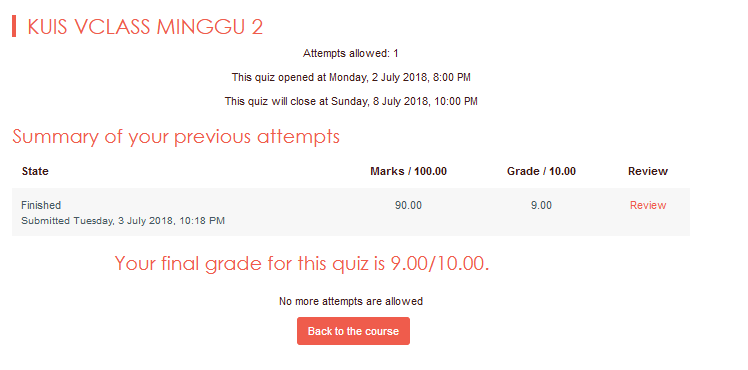 KUIS VCLASS MINGGU 2
Attempts allowed: 1
This quiz opened at Monday, 2 July 2018, 8:00 PM
This quiz will close at Sunday, 8 July 2018, 10:00 PM
Summary of your previous attempts
State Marks / 100.00 Grade / 10.00 Review
Finished 90.00 9.00 Review
Submitted Tuesday, 3 July 2018, 10:18 PM
Your final grade for this quiz is 9.00/10.00.
No more attempts are allowed
Back to the course